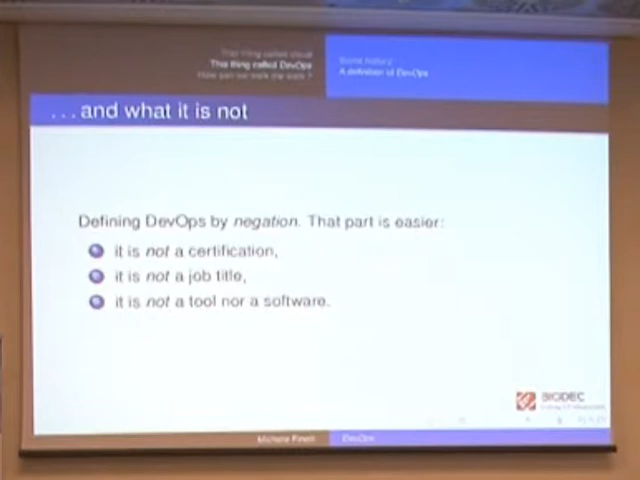 This thing called cloud
This thing called DevOps
How can we walk the walk ?
Some history
A definition of DevOps
... and what it is not
Defining DevOps by negation. That part is easier:
it is not a certification,
it is not a job title,
it is not a tool nor a software.
BIODEC
Michele Finelli
DevOps